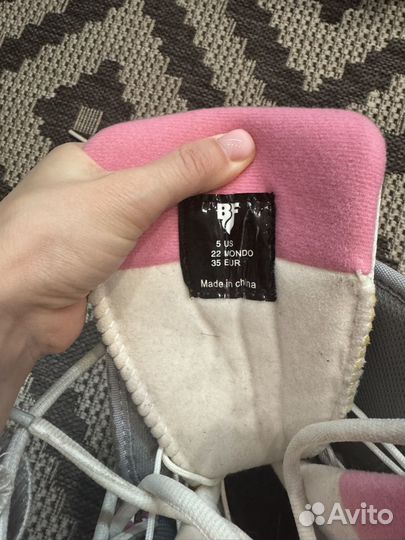 BF
5 US
22 MONDO
35 EUR
Made in china
Avito